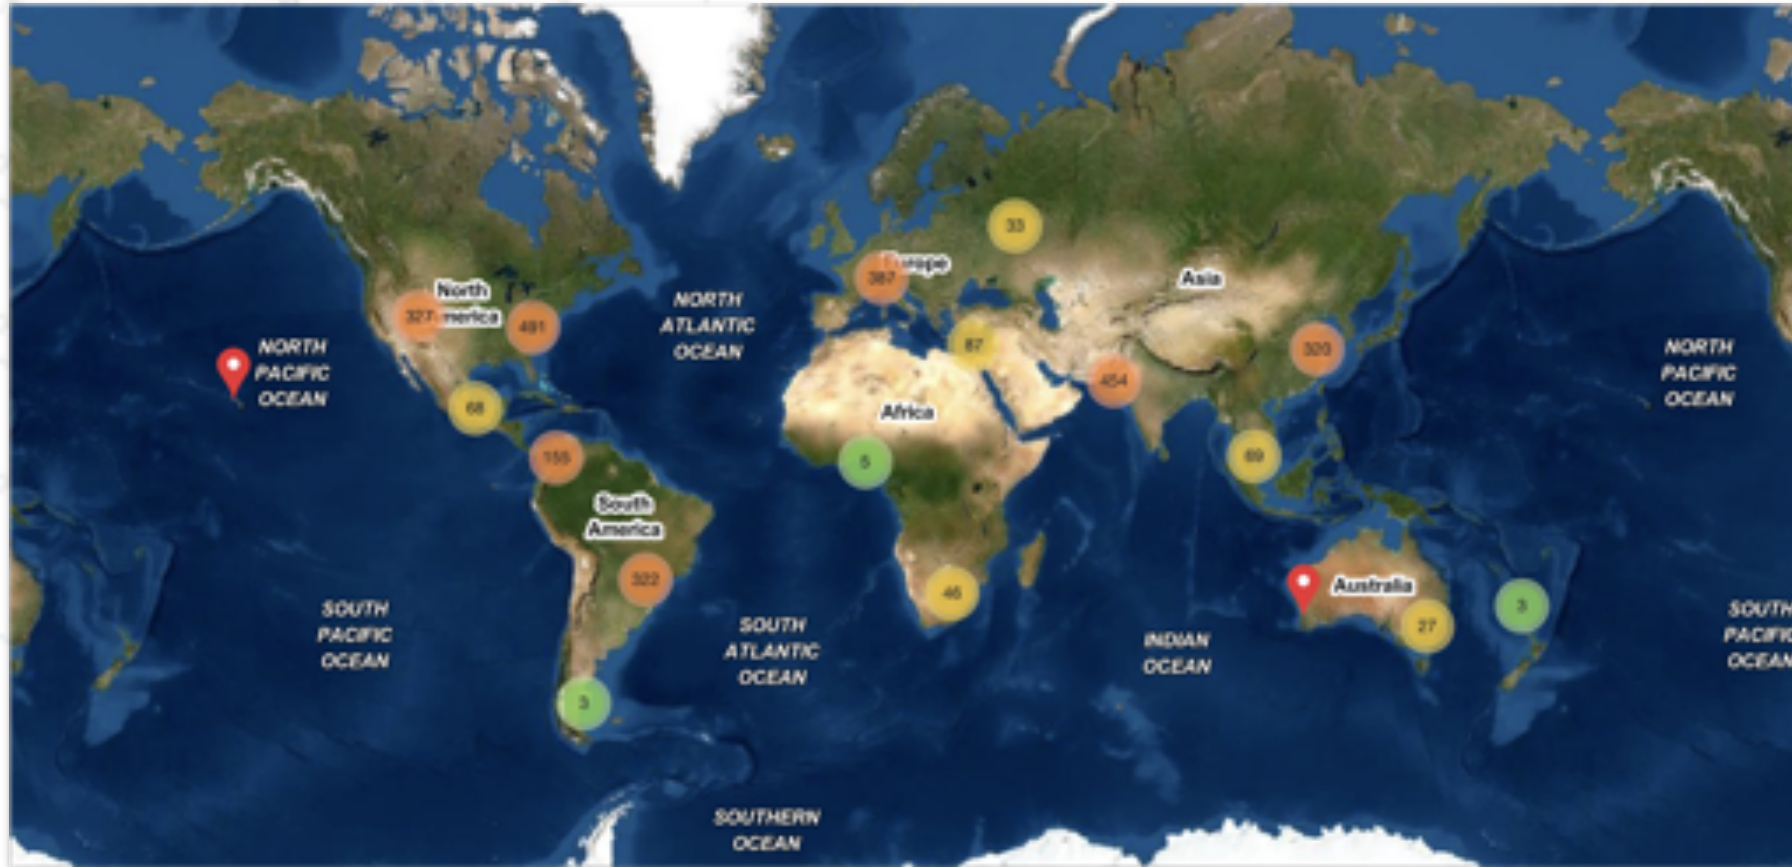 33
Europe
387
Asia
North
America
327
491
NORTH
ATLANTIC
OCEAN
87
320
NORTH
PACIFIC
OCEAN
NORTH
PACIFIC
OCEAN
454
68
Africa
155
5
69
South
America
322
46
Australia
3
27
SOUTH
PACIFIC
OCEAN
SOUTH
ATLANTIC
OCEAN
INDIAN
OCEAN
SOUTH
PACIFIC
OCEAN
3
SOUTHERN
OCEAN